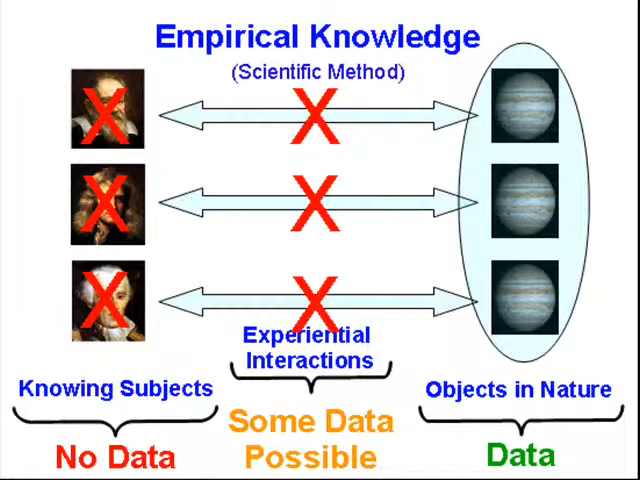 Empirical Knowledge
(Scientific Method)
X X
X X
X X
Experiential
Interactions
Knowing Subjects
Objects in Nature
Some Data
Possible
No Data
Data